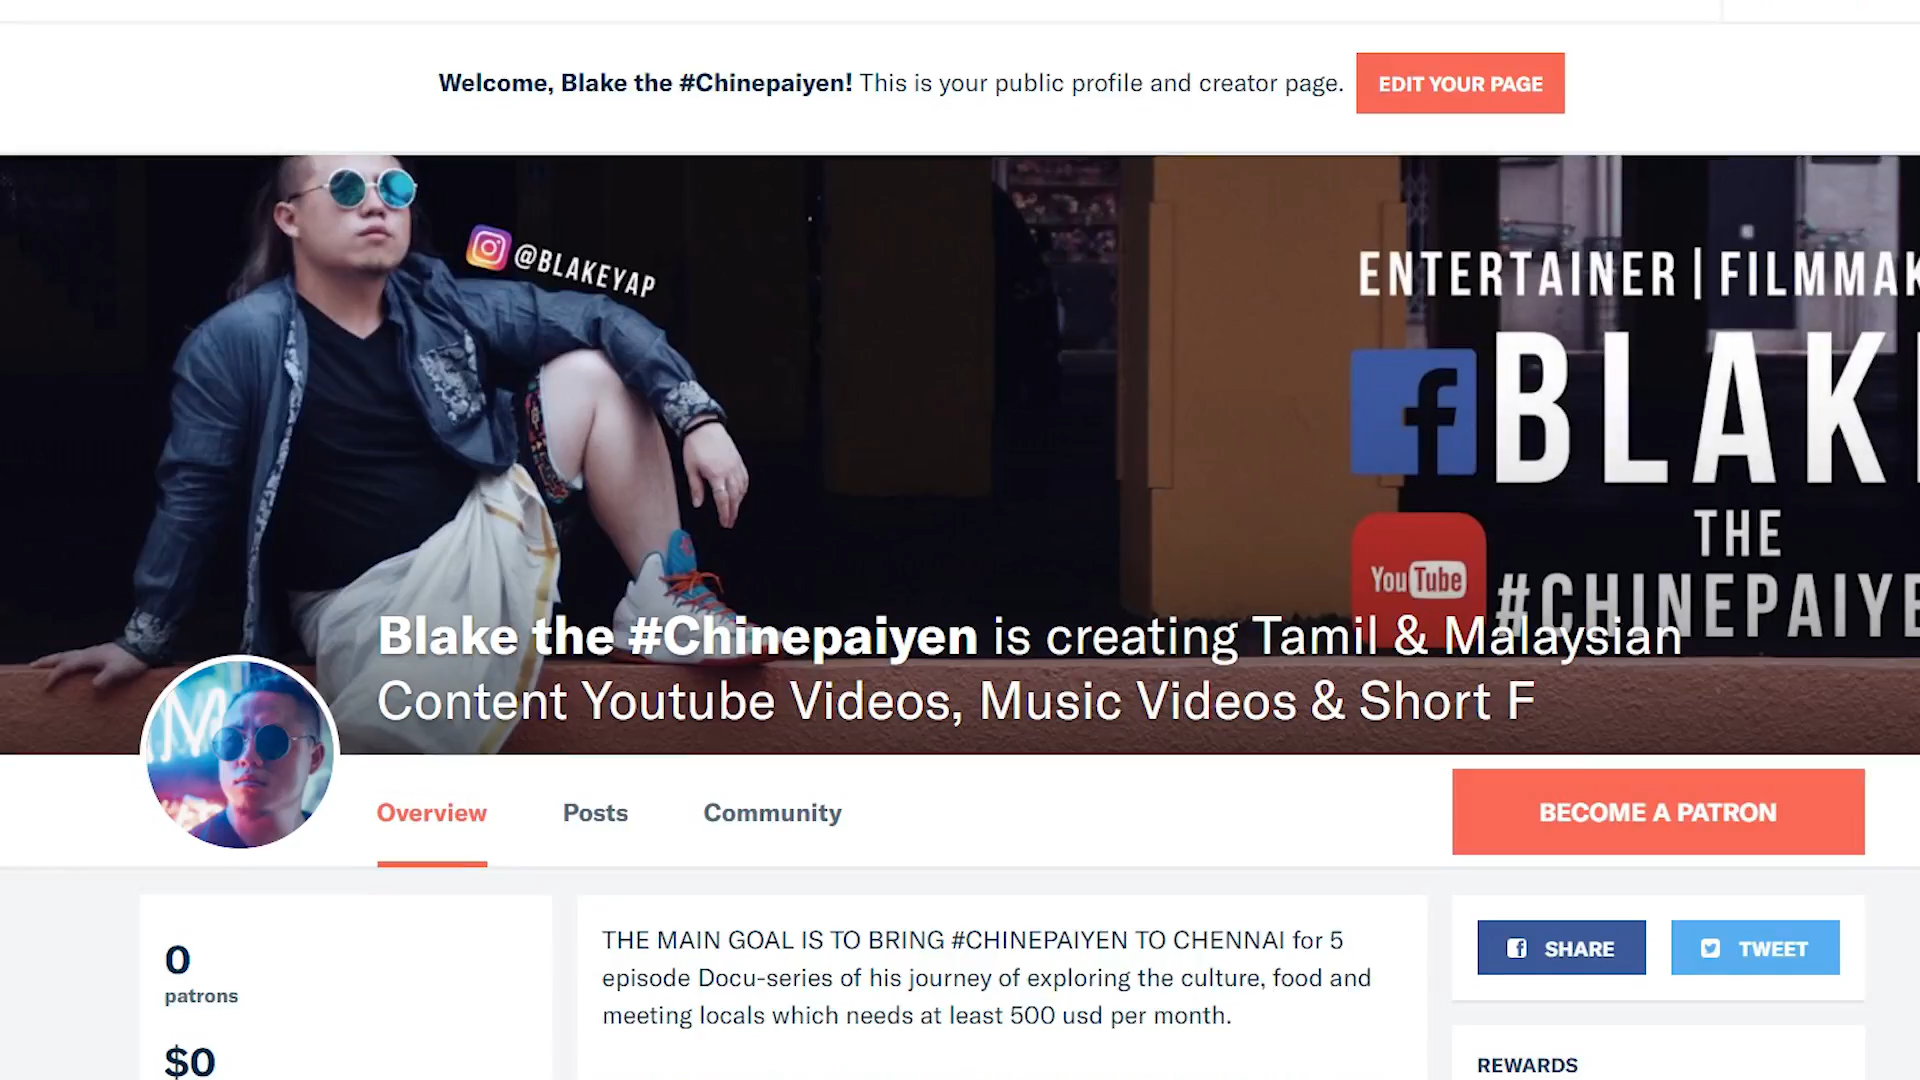 Welcome, Blake the #Chinepaiyen! This is your public profile and creator page.
EDIT YOUR PAGE
@BLAKEYAP
ENTERTAINER | FILMMAK
BLAK
THE
YouTube
#CHINEPAIYE
Blake the #Chinepaiyen is creating Tamil & Malaysian
Content Youtube Videos, Music Videos & Short F
Overview
Posts
Community
BECOME A PATRON
0
patrons
$0
THE MAIN GOAL IS TO BRING #CHINEPAIYEN TO CHENNAI for 5
episode Docu-series of his journey of exploring the culture, food and
meeting locals which needs at least 500 usd per month.
SHARE
TWEET
REWARDS